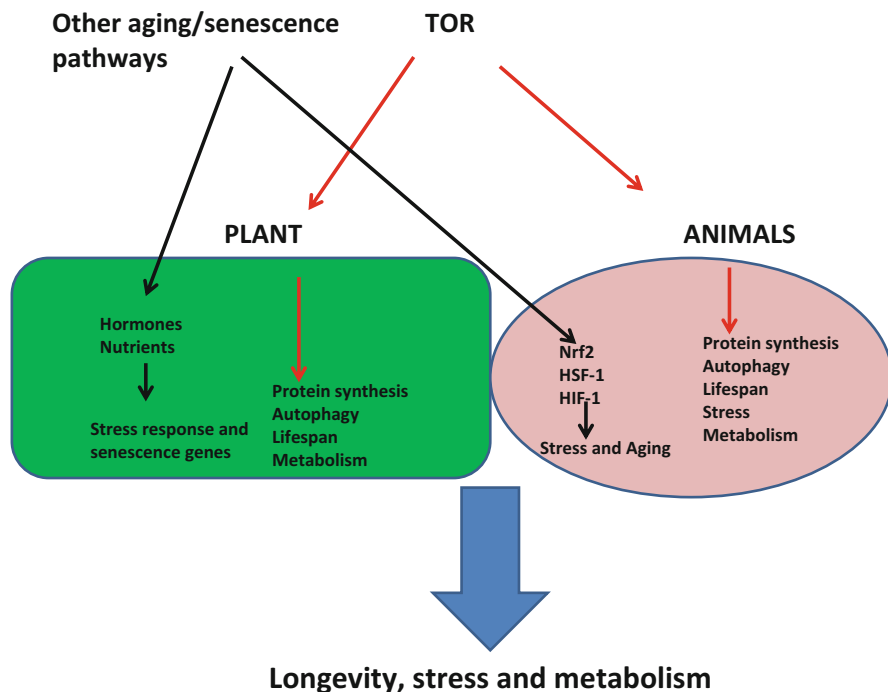 Other aging/senescence
pathways
TOR
PLANT
ANIMALS
Hormones
Nutrients
Stress response and
senescence genes
Protein synthesis
Autophagy
Lifespan
Metabolism
Nrf2
HSF-1
HIF-1
Stress and Aging
Protein synthesis
Autophagy
Lifespan
Stress
Metabolism
Longevity, stress and metabolism